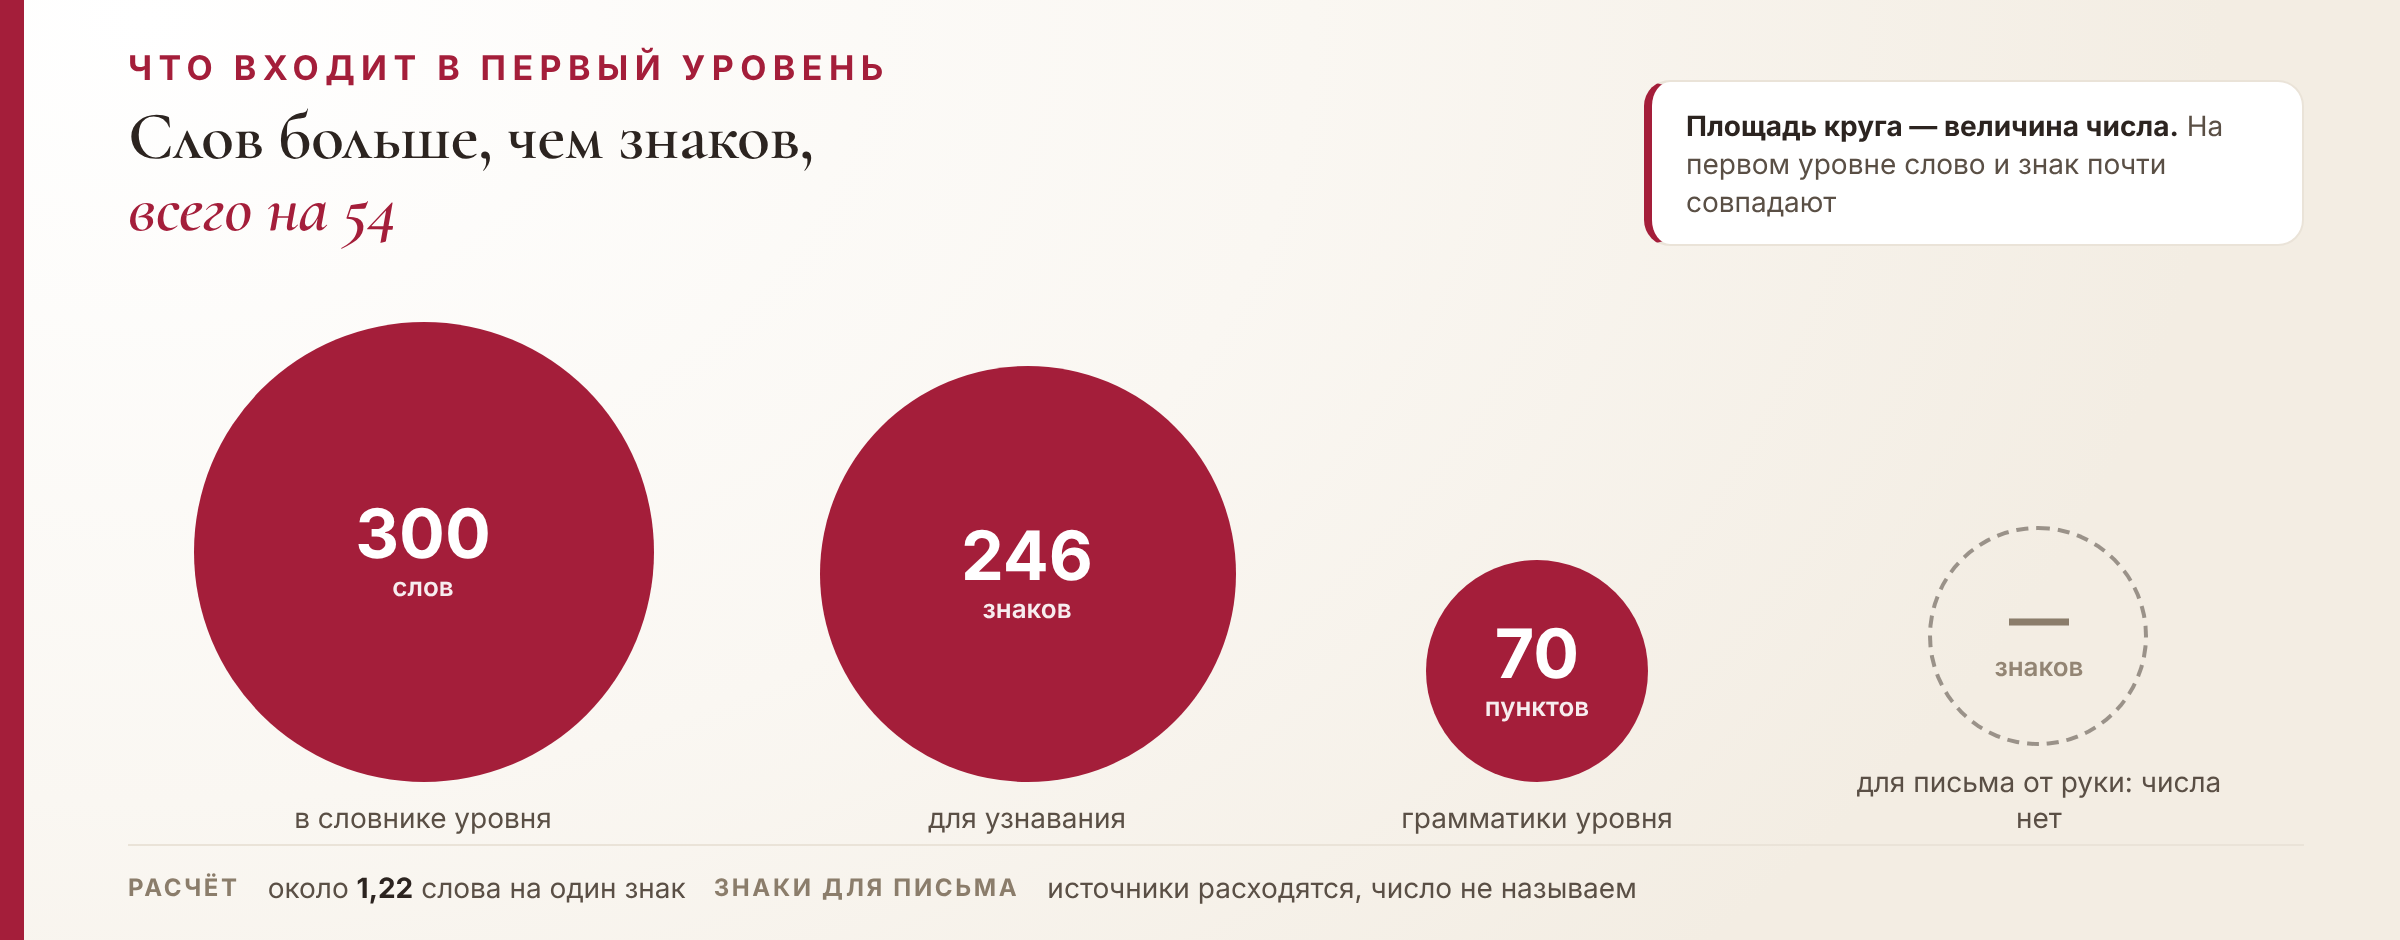 ЧТО ВХОДИТ В ПЕРВЫЙ УРОВЕНЬ
Слов больше, чем знаков,
всего на 54
Площадь круга — величина числа. На
первом уровне слово и знак почти
совпадают
300
слов
в словнике уровня
246
знаков
для узнавания
70
пунктов
грамматики уровня
—
знаков
для письма от руки: числа
нет
РАСЧЁТ около 1,22 слова на один знак ЗНАКИ ДЛЯ ПИСЬМА источники расходятся, число не называем